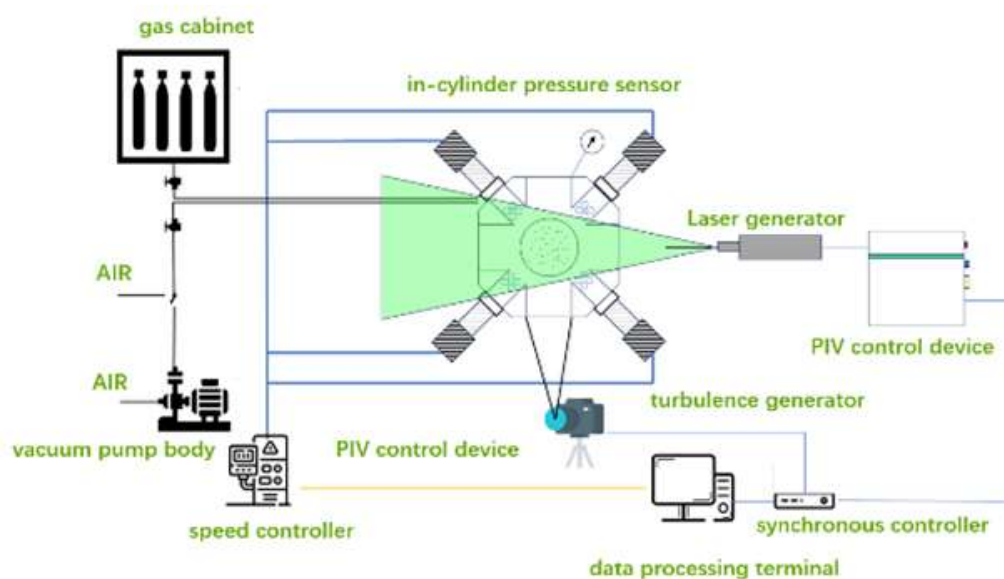 gas cabinet
in-cylinder pressure sensor
Laser generator
AIR
PIV control device
AIR
turbulence generator
vacuum pump body
PIV control device
speed controller
synchronous controller
data processing terminal